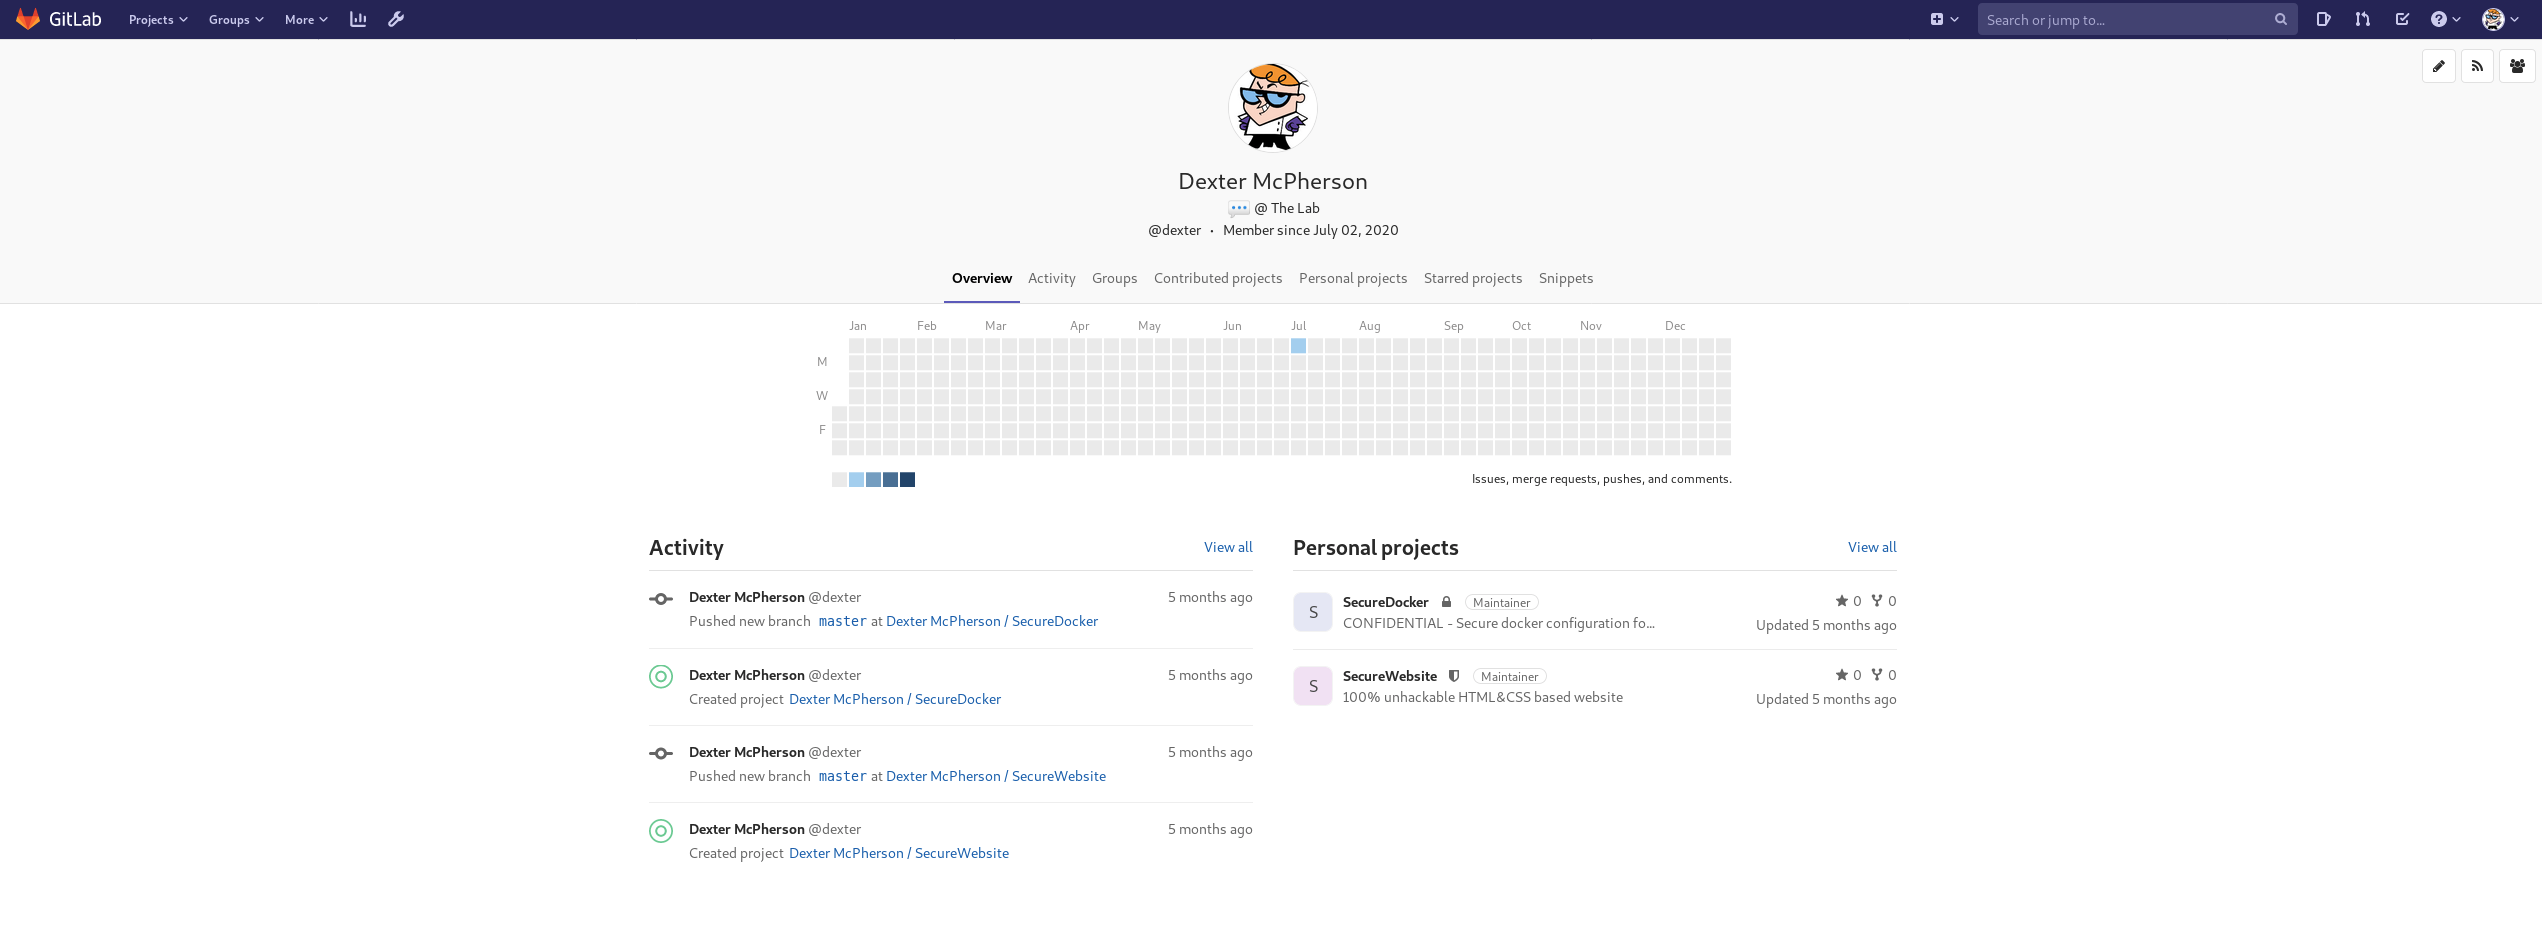 GitLab Projects Groups More Search or jump to...
Dexter McPherson
@ The Lab
@dexter · Member since July 02, 2020
Overview Activity Groups Contributed projects Personal projects Starred projects Snippets
Jan Feb Mar Apr May Jun Jul Aug Sep Oct Nov Dec
M
W
F
Issues, merge requests, pushes, and comments.
Activity View all
Dexter McPherson @dexter 5 months ago
Pushed new branch master at Dexter McPherson / SecureDocker
Dexter McPherson @dexter 5 months ago
Created project Dexter McPherson / SecureDocker
Dexter McPherson @dexter 5 months ago
Pushed new branch master at Dexter McPherson / SecureWebsite
Dexter McPherson @dexter 5 months ago
Created project Dexter McPherson / SecureWebsite
Personal projects View all
S SecureDocker Maintainer 0 0
CONFIDENTIAL - Secure docker configuration fo... Updated 5 months ago
S SecureWebsite Maintainer 0 0
100% unhackable HTML&CSS based website Updated 5 months ago